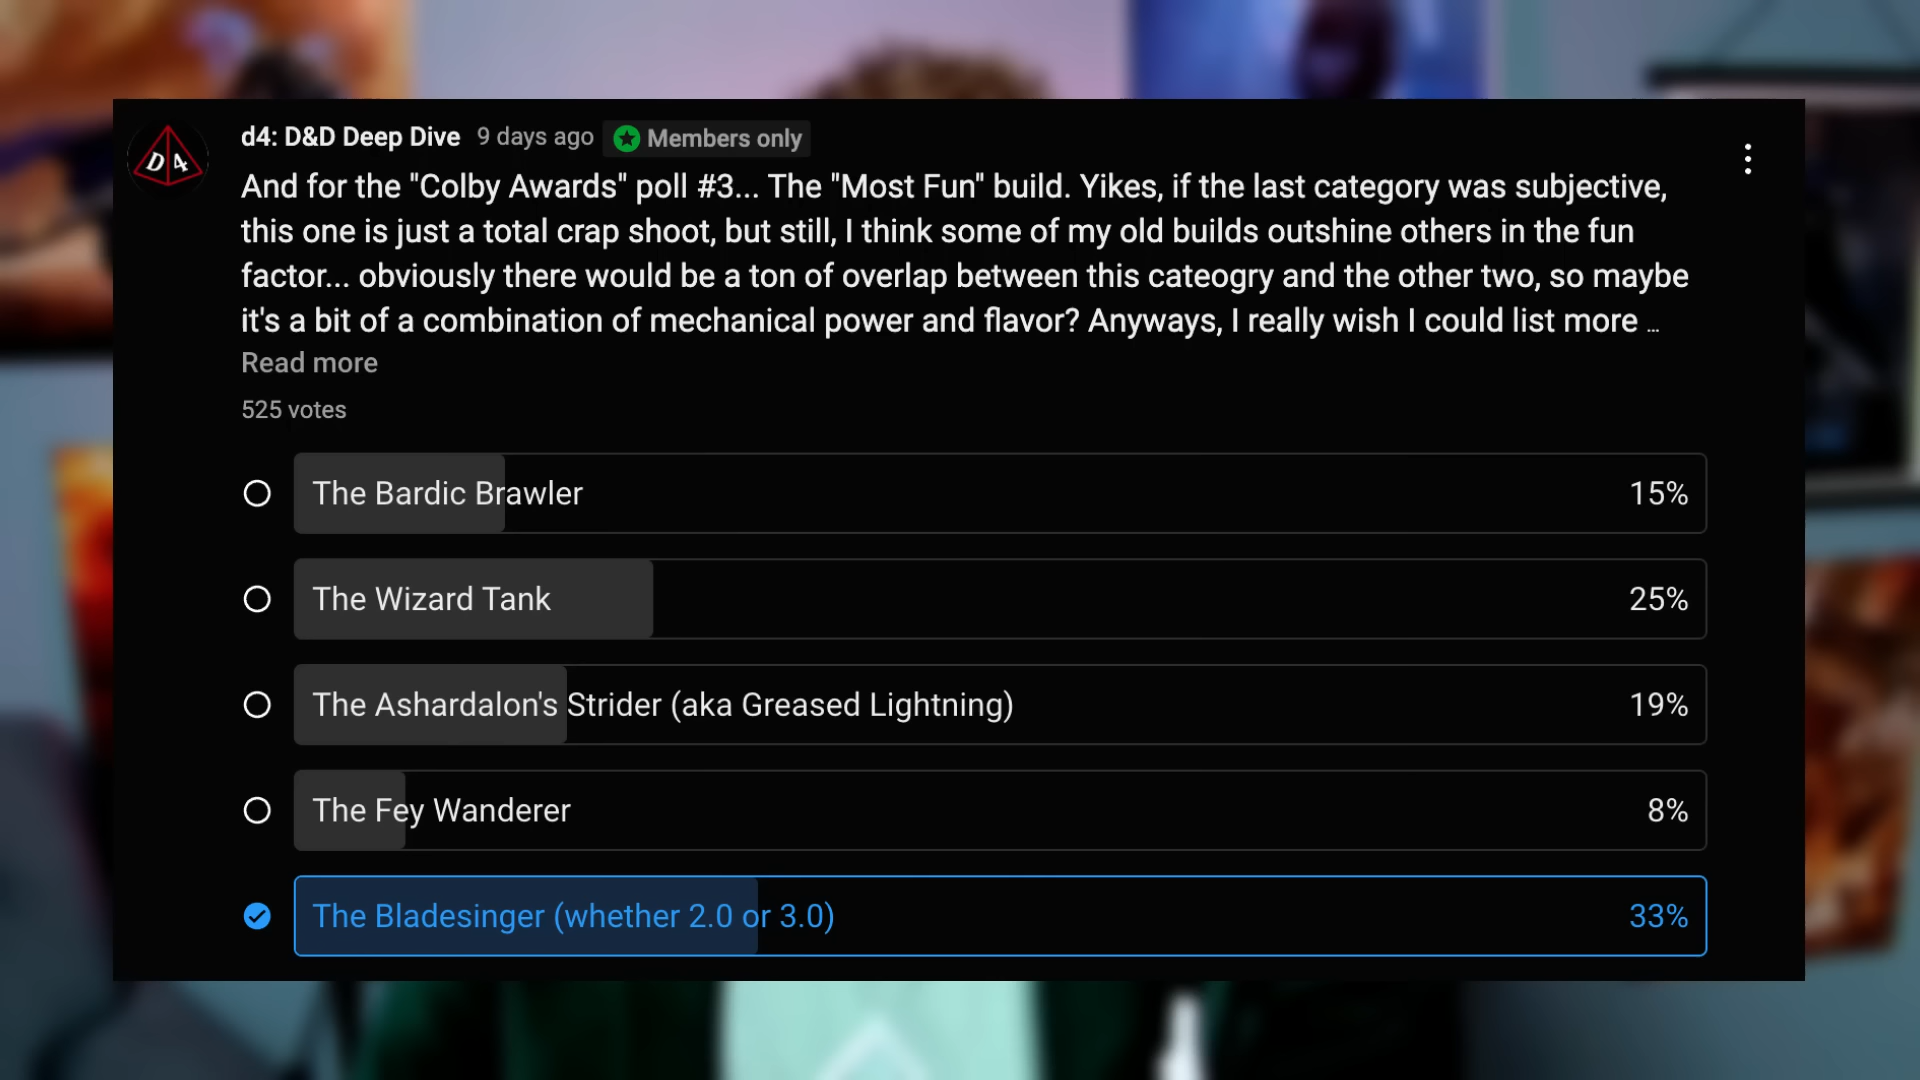 D 4
d4: D&D Deep Dive 9 days ago Members only
And for the "Colby Awards" poll #3... The "Most Fun" build. Yikes, if the last category was subjective,
this one is just a total crap shoot, but still, I think some of my old builds outshine others in the fun
factor... obviously there would be a ton of overlap between this cateogry and the other two, so maybe
it's a bit of a combination of mechanical power and flavor? Anyways, I really wish I could list more ...
Read more
525 votes
The Bardic Brawler 15%
The Wizard Tank 25%
The Ashardalon's Strider (aka Greased Lightning) 19%
The Fey Wanderer 8%
The Bladesinger (whether 2.0 or 3.0) 33%